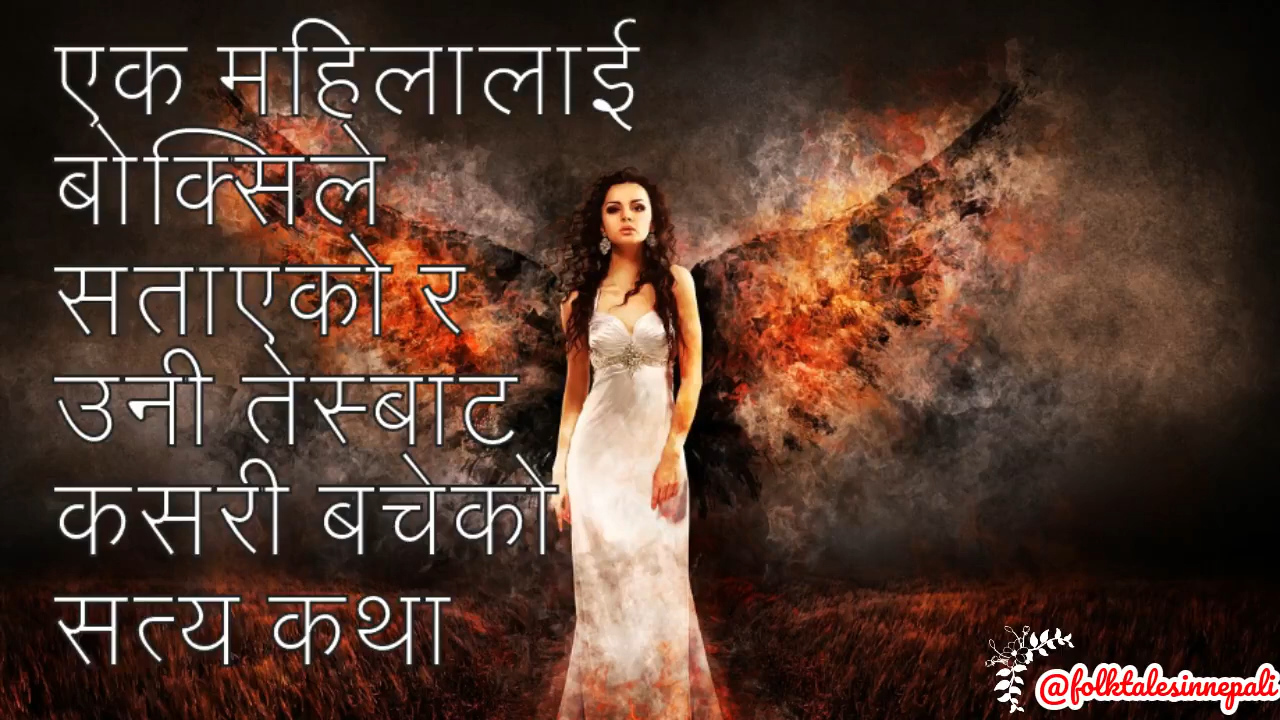 एक महिलालाई
बोक्सिले
सताएको र
उनी तेस्बाट
कसरी बचेको
सत्य कथा
@folktalesinnepali